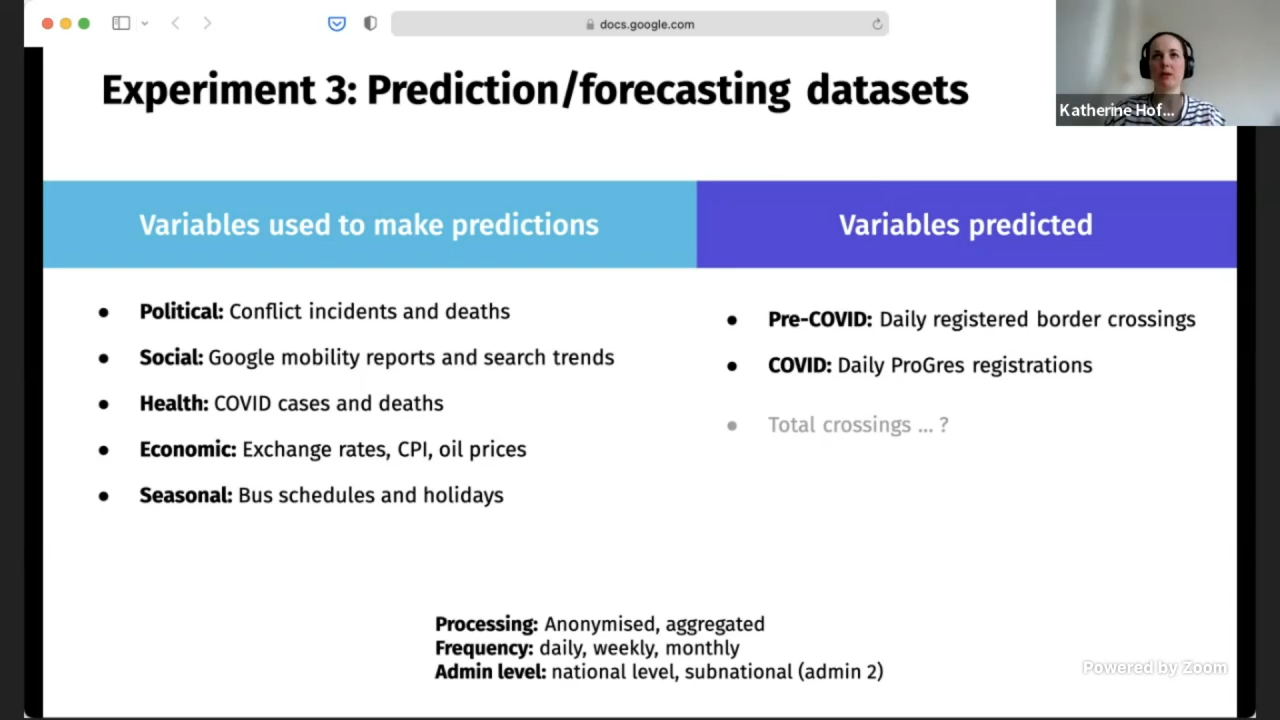 docs.google.com
Experiment 3: Prediction/forecasting datasets
Katherine Hof...
Variables used to make predictions
Variables predicted
● Political: Conflict incidents and deaths
● Social: Google mobility reports and search trends
● Health: COVID cases and deaths
● Economic: Exchange rates, CPI, oil prices
● Seasonal: Bus schedules and holidays
● Pre-COVID: Daily registered border crossings
● COVID: Daily ProGres registrations
● Total crossings ... ?
Processing: Anonymised, aggregated
Frequency: daily, weekly, monthly
Admin level: national level, subnational (admin 2)
Powered by Zoom